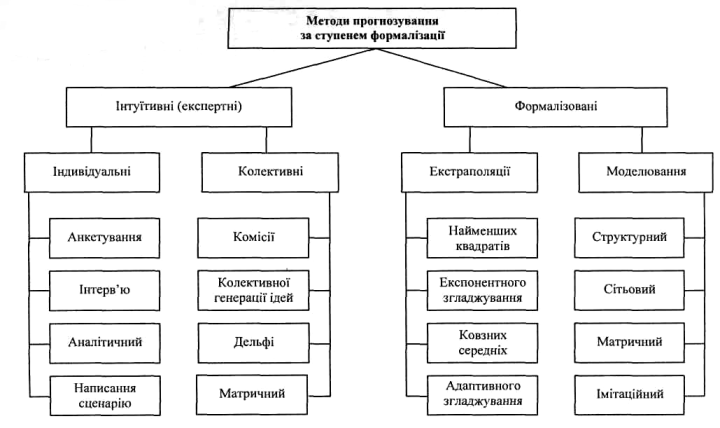 Методи прогнозування
за ступенем формалізації
Інтуїтивні (експертні)
Формалізовані
Індивідуальні
Колективні
Екстраполяції
Моделювання
Анкетування
Інтерв’ю
Аналітичний
Написання
сценарію
Комісії
Колективної
генерації ідей
Дельфі
Матричний
Найменших
квадратів
Експонентного
згладжування
Ковзних
середніх
Адаптивного
згладжування
Структурний
Сітьовий
Матричний
Імітаційний